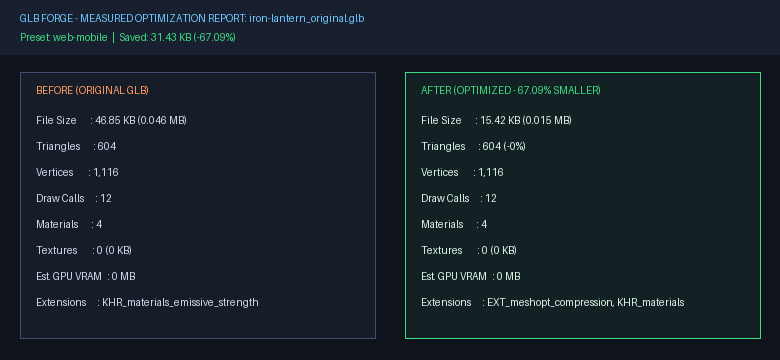 GLB FORGE - MEASURED OPTIMIZATION REPORT: iron-lantern_original.glb
Preset: web-mobile | Saved: 31.43 KB (-67.09%)
BEFORE (ORIGINAL GLB)
File Size : 46.85 KB (0.046 MB)
Triangles : 604
Vertices : 1,116
Draw Calls : 12
Materials : 4
Textures : 0 (0 KB)
Est. GPU VRAM : 0 MB
Extensions : KHR_materials_emissive_strength
AFTER (OPTIMIZED - 67.09% SMALLER)
File Size : 15.42 KB (0.015 MB)
Triangles : 604 (-0%)
Vertices : 1,116
Draw Calls : 12
Materials : 4
Textures : 0 (0 KB)
Est. GPU VRAM : 0 MB
Extensions : EXT_meshopt_compression, KHR_materials